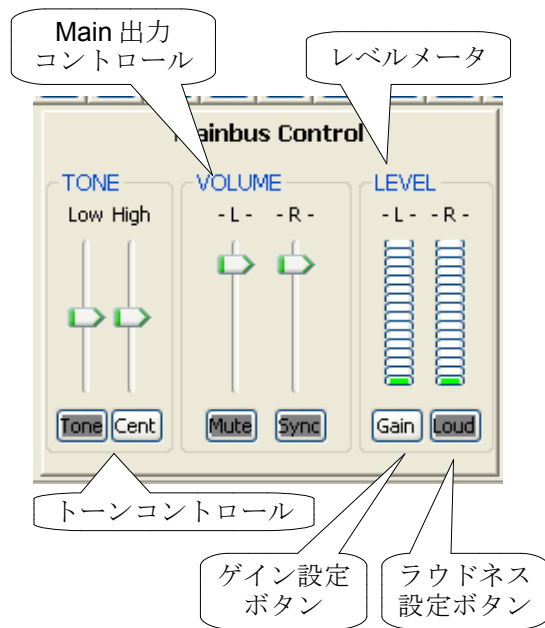 Main 出力
コントロール
レベルメータ
ainbus Control
TONE
VOLUME
LEVEL
Low High
- L -
- R -
- L -
- R -
Tone
Cent
Mute
Sync
Gain
Loud
トーンコントロール
ゲイン設定
ボタン
ラウドネス
設定ボタン